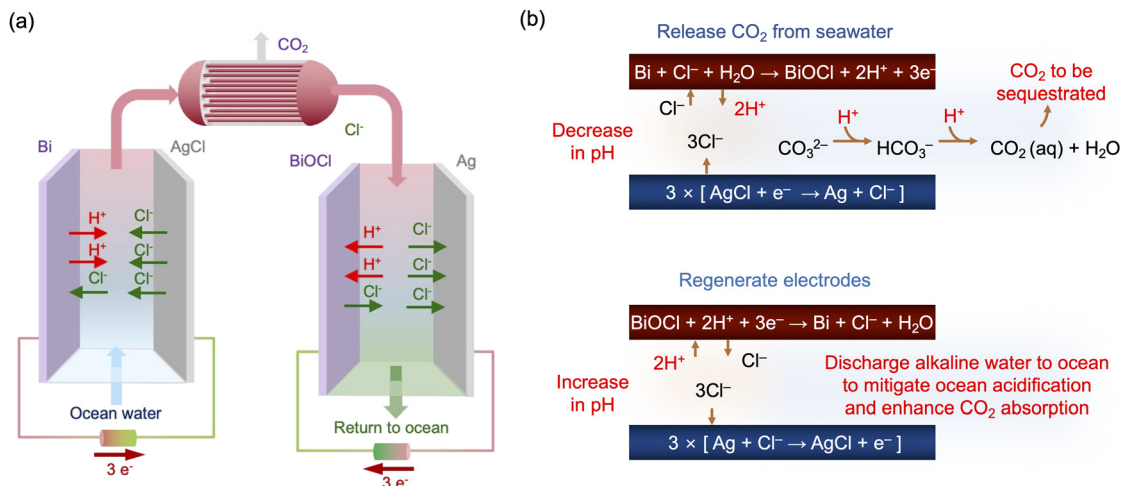 (a)
CO₂
Cl⁻
Bi
AgCl
H⁺
Cl⁻
H⁺
Cl⁻
Cl⁻
Cl⁻
Ocean water
3 e⁻
BiOCl
Ag
H⁺
Cl⁻
H⁺
Cl⁻
Cl⁻
Cl⁻
Return to ocean
3 e⁻
(b)
Release CO₂ from seawater
Bi + Cl⁻ + H₂O → BiOCl + 2H⁺ + 3e⁻
Cl⁻
2H⁺
Decrease
in pH
3Cl⁻
3 × [ AgCl + e⁻ → Ag + Cl⁻ ]
CO₂ to be
sequestrated
H⁺
H⁺
CO₃²⁻
HCO₃⁻
CO₂ (aq) + H₂O
Regenerate electrodes
BiOCl + 2H⁺ + 3e⁻ → Bi + Cl⁻ + H₂O
2H⁺
Cl⁻
Increase
in pH
3Cl⁻
3 × [ Ag + Cl⁻ → AgCl + e⁻ ]
Discharge alkaline water to ocean
to mitigate ocean acidification
and enhance CO₂ absorption